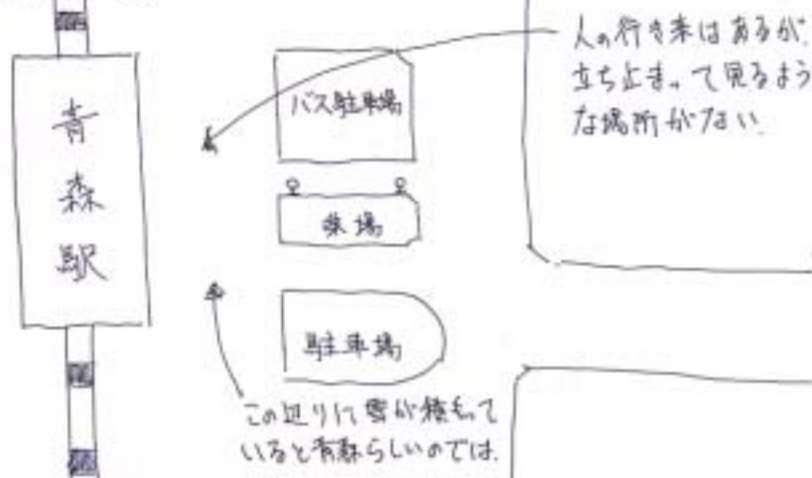 青森駅
バス駐車場
乗場
駐車場
人の行き来はあるが、
立ち止まって見るよう
な場所がない。
この辺りに雪が積もって
いると青森らしいのでは。